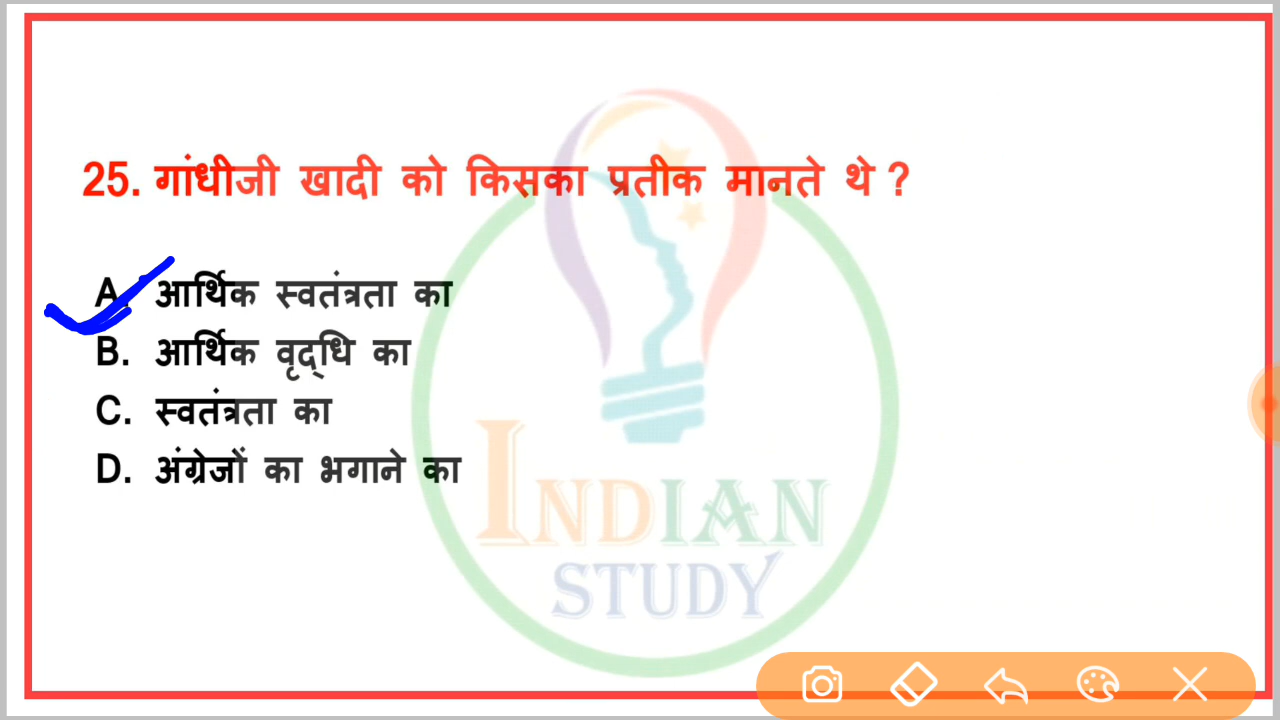 25. गांधीजी खादी को किसका प्रतीक मानते थे ?
A. आर्थिक स्वतंत्रता का
B. आर्थिक वृद्धि का
C. स्वतंत्रता का
D. अंग्रेजों का भगाने का
INDIAN
STUDY